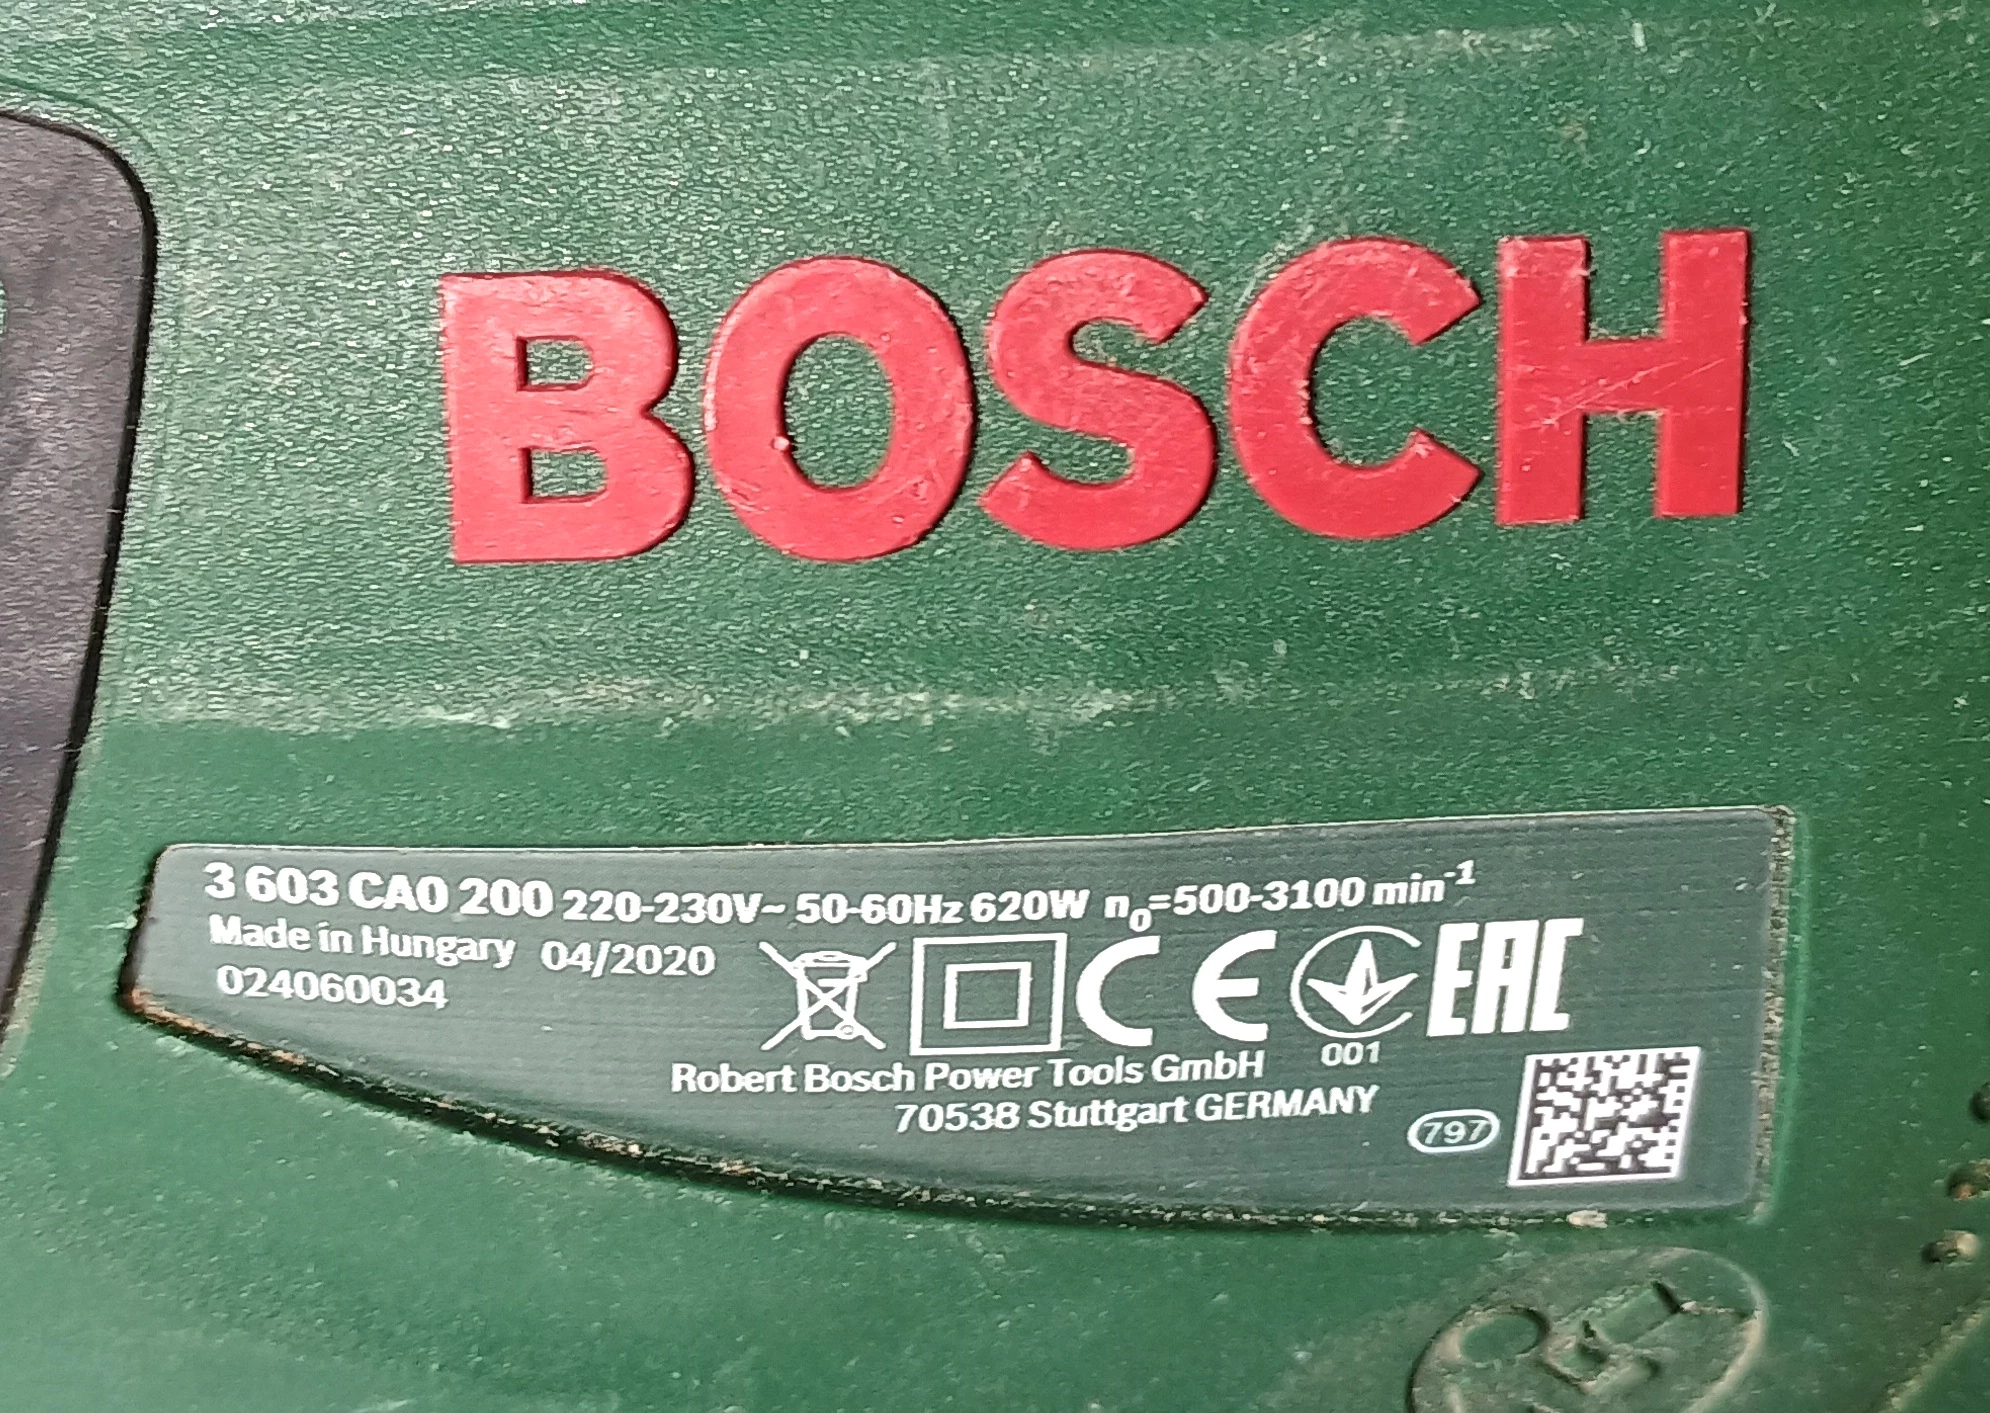 BOSCH
3 603 CA0 200 220-230V~ 50-60Hz 620W n₀=500-3100 min⁻¹
Made in Hungary 04/2020
024060034
CE EAC
001
Robert Bosch Power Tools GmbH
70538 Stuttgart GERMANY
797